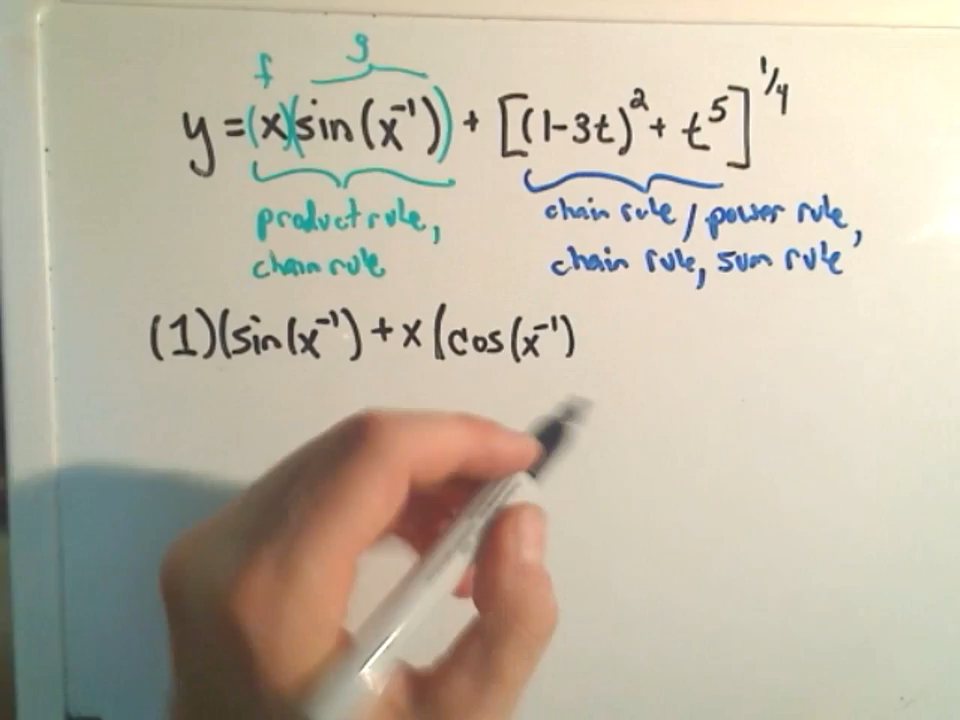 f g
y = (x)(sin(x⁻¹)) + [(1-3t)² + t⁵]^1/4
product rule, chain rule / power rule,
chain rule chain rule, sum rule
(1)(sin(x⁻¹) + x (cos(x⁻¹)